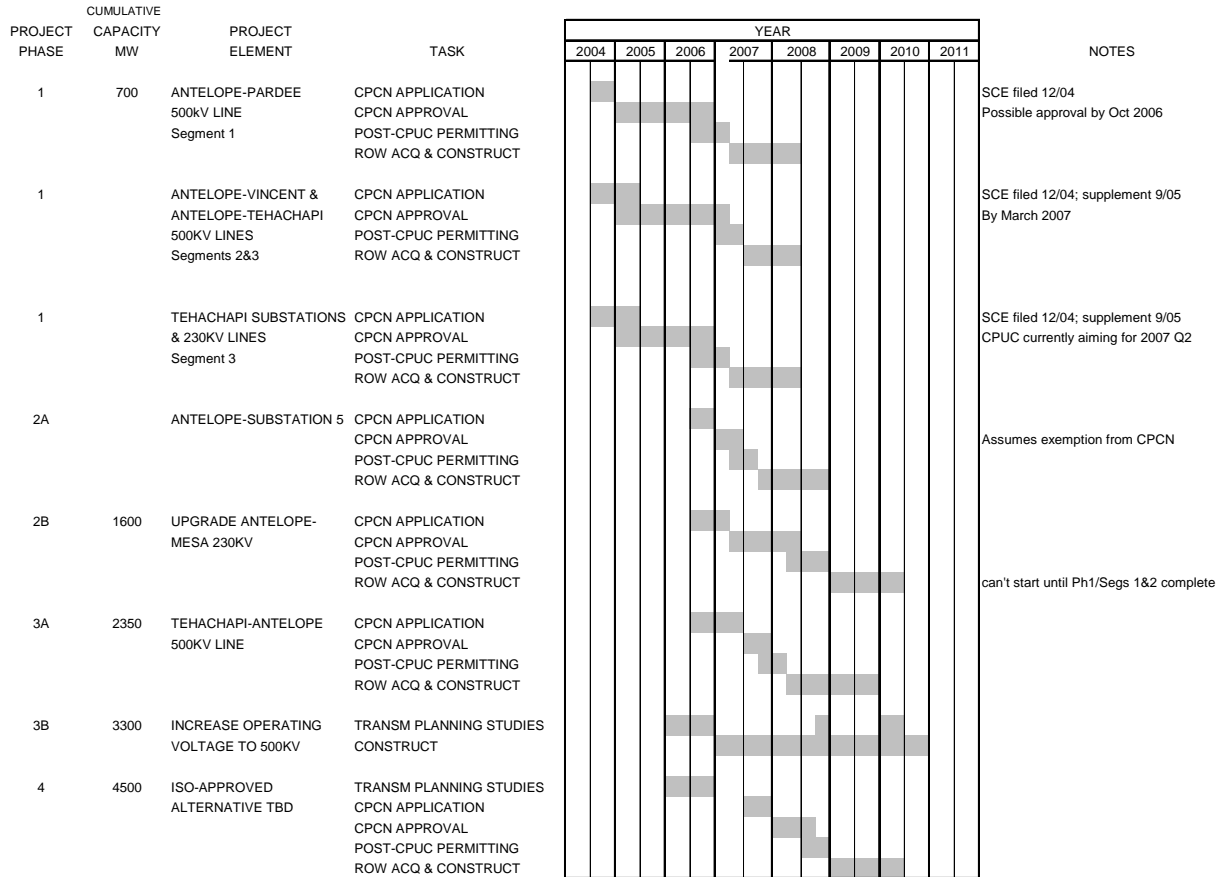 CUMULATIVE
PROJECT CAPACITY PROJECT YEAR
PHASE MW ELEMENT TASK 2004 2005 2006 2007 2008 2009 2010 2011 NOTES
1 700 ANTELOPE-PARDEE CPCN APPLICATION SCE filed 12/04
500kV LINE CPCN APPROVAL Possible approval by Oct 2006
Segment 1 POST-CPUC PERMITTING
ROW ACQ & CONSTRUCT
1 ANTELOPE-VINCENT & CPCN APPLICATION SCE filed 12/04; supplement 9/05
ANTELOPE-TEHACHAPI CPCN APPROVAL By March 2007
500KV LINES POST-CPUC PERMITTING
Segments 2&3 ROW ACQ & CONSTRUCT
1 TEHACHAPI SUBSTATIONS CPCN APPLICATION SCE filed 12/04; supplement 9/05
& 230KV LINES CPCN APPROVAL CPUC currently aiming for 2007 Q2
Segment 3 POST-CPUC PERMITTING
ROW ACQ & CONSTRUCT
2A ANTELOPE-SUBSTATION 5 CPCN APPLICATION
CPCN APPROVAL Assumes exemption from CPCN
POST-CPUC PERMITTING
ROW ACQ & CONSTRUCT
2B 1600 UPGRADE ANTELOPE- CPCN APPLICATION
MESA 230KV CPCN APPROVAL
POST-CPUC PERMITTING
ROW ACQ & CONSTRUCT can't start until Ph1/Segs 1&2 complete
3A 2350 TEHACHAPI-ANTELOPE CPCN APPLICATION
500KV LINE CPCN APPROVAL
POST-CPUC PERMITTING
ROW ACQ & CONSTRUCT
3B 3300 INCREASE OPERATING TRANSM PLANNING STUDIES
VOLTAGE TO 500KV CONSTRUCT
4 4500 ISO-APPROVED TRANSM PLANNING STUDIES
ALTERNATIVE TBD CPCN APPLICATION
CPCN APPROVAL
POST-CPUC PERMITTING
ROW ACQ & CONSTRUCT